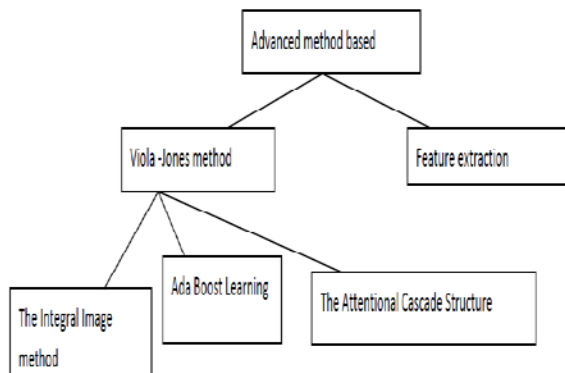 Advanced method based
Viola -Jones method
Feature extraction
Ada Boost Learning
The Attentional Cascade Structure
The Integral Image
method